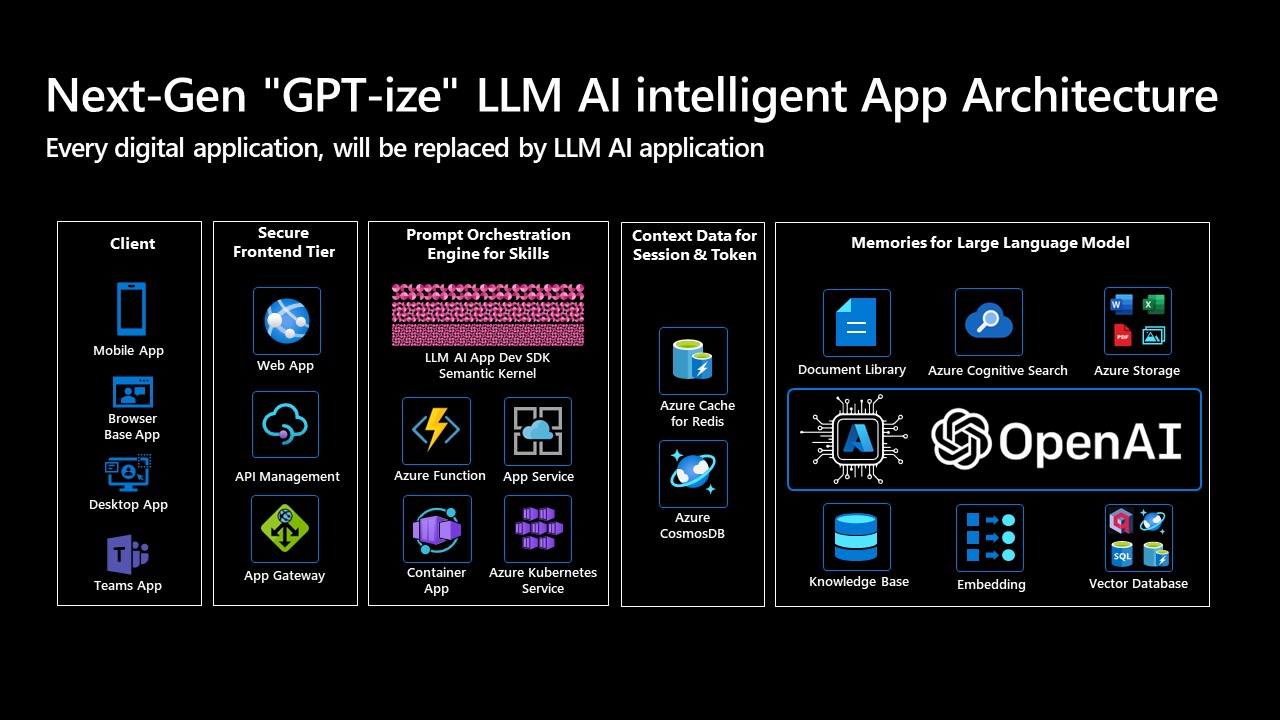 Next-Gen "GPT-ize" LLM AI intelligent App Architecture
Every digital application, will be replaced by LLM AI application
Client
Mobile App
Browser
Base App
Desktop App
T
Teams App
Secure
Frontend Tier
Web App
API Management
App Gateway
Prompt Orchestration
Engine for Skills
LLM AI App Dev SDK
Semantic Kernel
Azure Function
App Service
Container
App
Azure Kubernetes
Service
Context Data for
Session & Token
Azure Cache
for Redis
Azure
CosmosDB
Memories for Large Language Model
Document Library
Azure Cognitive Search
W
X
PDF
Azure Storage
A
OpenAI
Knowledge Base
Embedding
SQL
Vector Database